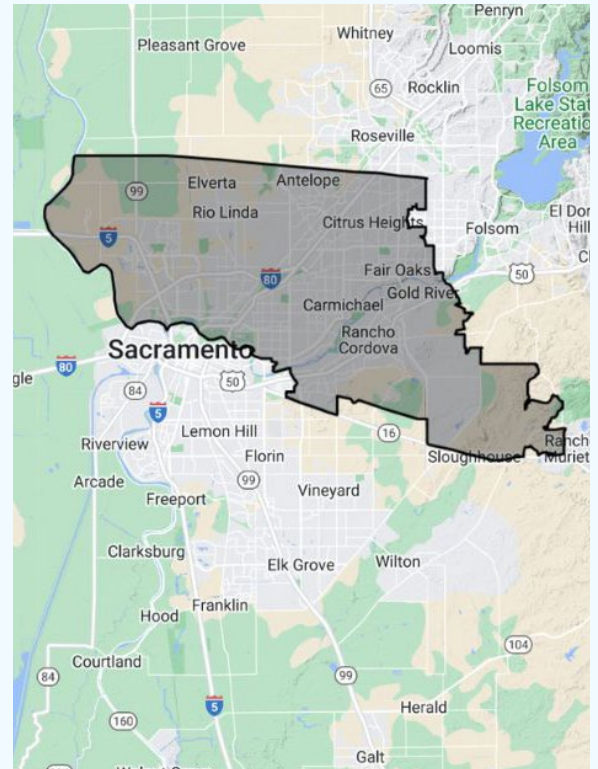 Penryn
Whitney
Pleasant Grove
Loomis
65
Rocklin
Folsom
Lake Stat
Recreatio
Area
Roseville
99
Elverta
Antelope
Rio Linda
Citrus Heights
El Dor
Hill
Folsom
5
80
Fair Oaks
50
Gold River
Carmichael
Rancho
Cordova
Sacramento
80
gle
84
50
5
Lemon Hill
16
Riverview
Ranch
Muriet
Florin
Sloughhouse
99
Arcade
Vineyard
Freeport
Clarksburg
Elk Grove
Wilton
Franklin
Hood
104
Courtland
84
99
5
160
Herald
Galt